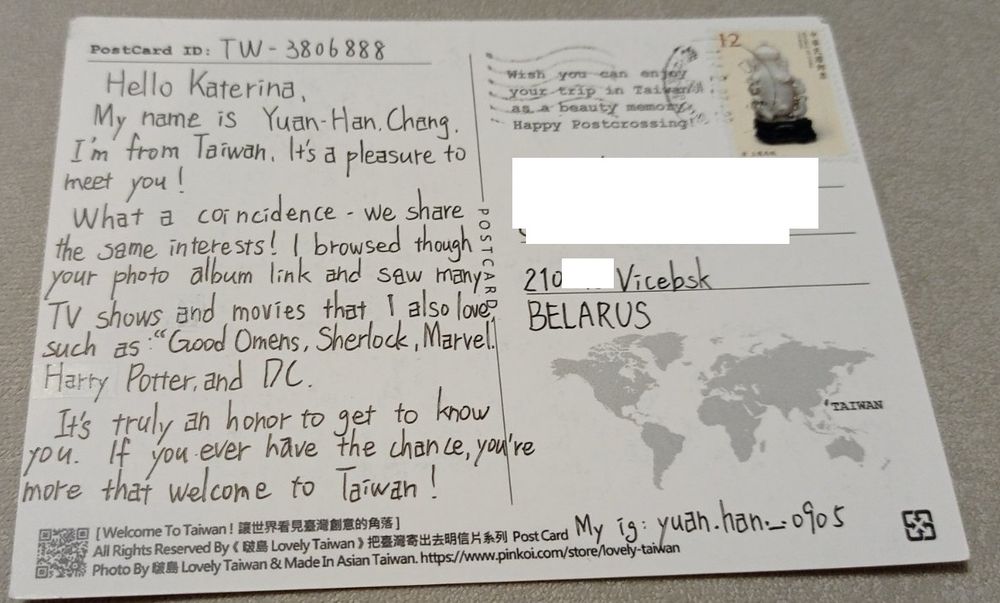 PostCard ID: TW-3806888
Hello Katerina,
My name is Yuan-Han. Chang.
I'm from Taiwan. It's a pleasure to
meet you!
What a coincidence - we share
the same interests! I browsed though
your photo album link and saw many
TV shows and movies that I also love,
such as: "Good Omens, Sherlock, Marvel.
Harry Potter, and DC.
It's truly an honor to get to know
you. If you ever have the chance, you're
more that welcome to Taiwan!
POSTCARD
Wish you can enjoy
your trip in Taiwan
as a beauty memory.
Happy Postcrossing!
12
210
Vicebsk
BELARUS
TAIWAN
My ig: yuan.han._.0905
[Welcome To Taiwan! 讓世界看見臺灣創意的角落]
All Rights Reserved By《 啵島 Lovely Taiwan 》把臺灣寄出去明信片系列 Post Card
Photo By 啵島 Lovely Taiwan & Made In Asian Taiwan. https://www.pinkoi.com/store/lovely-taiwan